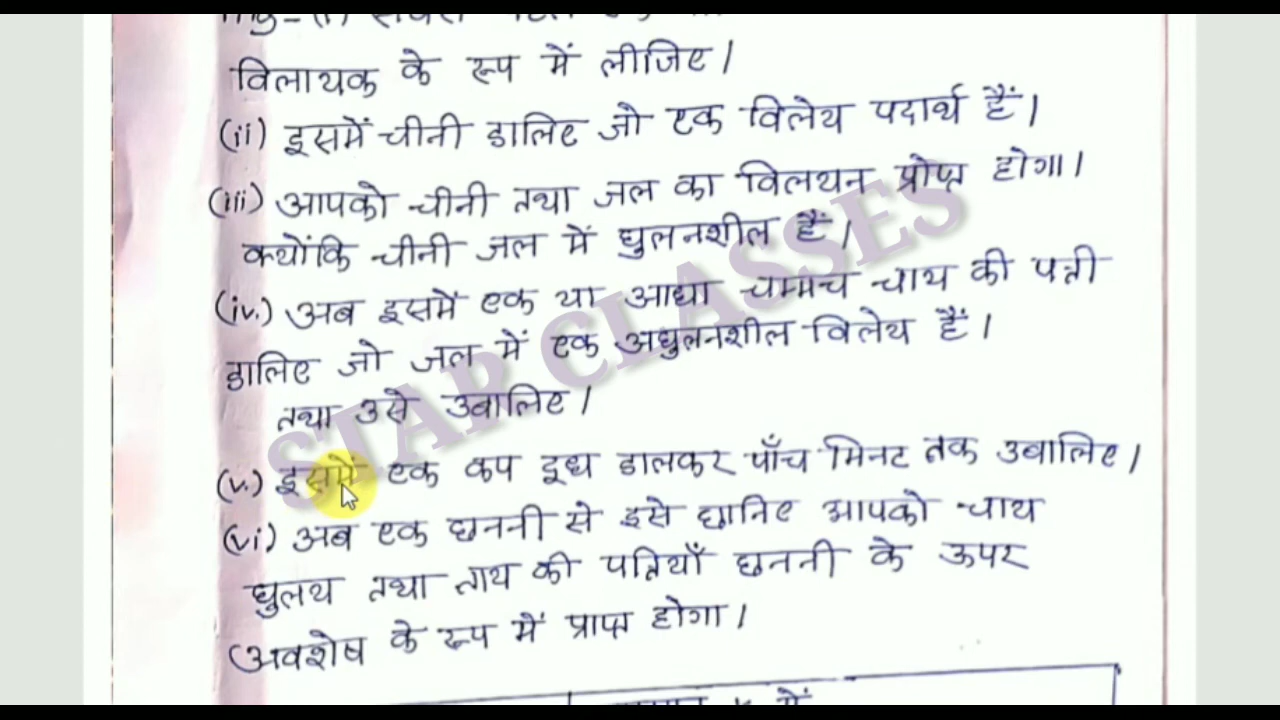 विलायक के रूप में लीजिए।
(ii) इसमें चीनी डालिए जो एक विलेय पदार्थ हैं।
(iii) आपको चीनी तथा जल का विलयन प्रोप्त होगा।
क्योंकि चीनी जल में घुलनशील हैं।
(iv.) अब इसमें एक या आद्या चम्मच चाय की पत्ती
डालिए जो जल में एक अघुलनशील विलेय हैं।
तथा उसे उबालिए।
(v.) इसमें एक कप दूध डालकर पाँच मिनट तक उबालिए।
(vi) अब एक छननी से इसे छानिए आपको चाय
घुलय तथा ताय की पतियाँ छननी के ऊपर
अवशेष के रूप में प्राप्त होगा।
में
STAR CLASSES